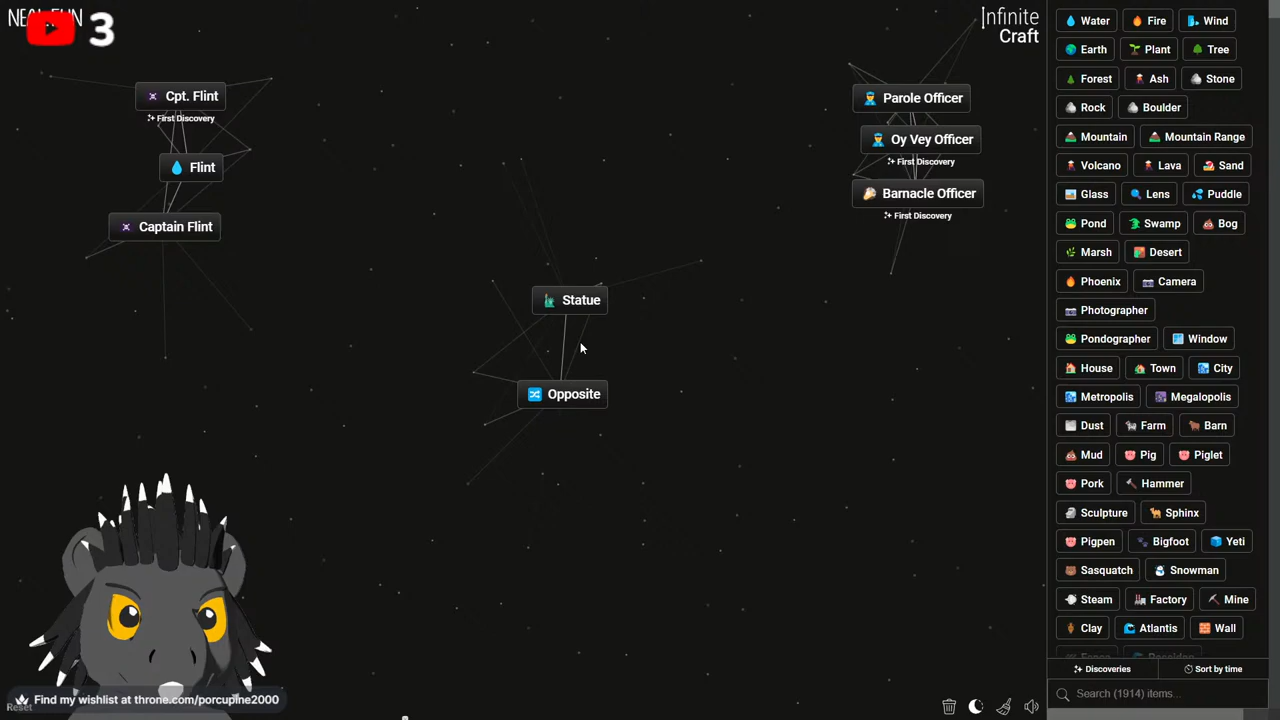 NEAL.FUN
3
Infinite
Craft
Cpt. Flint
First Discovery
Flint
Captain Flint
Parole Officer
Oy Vey Officer
First Discovery
Barnacle Officer
First Discovery
Statue
Opposite
Water Fire Wind
Earth Plant Tree
Forest Ash Stone
Rock Boulder
Mountain Mountain Range
Volcano Lava Sand
Glass Lens Puddle
Pond Swamp Bog
Marsh Desert
Phoenix Camera
Photographer
Pondographer Window
House Town City
Metropolis Megalopolis
Dust Farm Barn
Mud Pig Piglet
Pork Hammer
Sculpture Sphinx
Pigpen Bigfoot Yeti
Sasquatch Snowman
Steam Factory Mine
Clay Atlantis Wall
Fence Poseidon
Discoveries Sort by time
Search (1914) items...
Find my wishlist at throne.com/porcupine2000
Reset